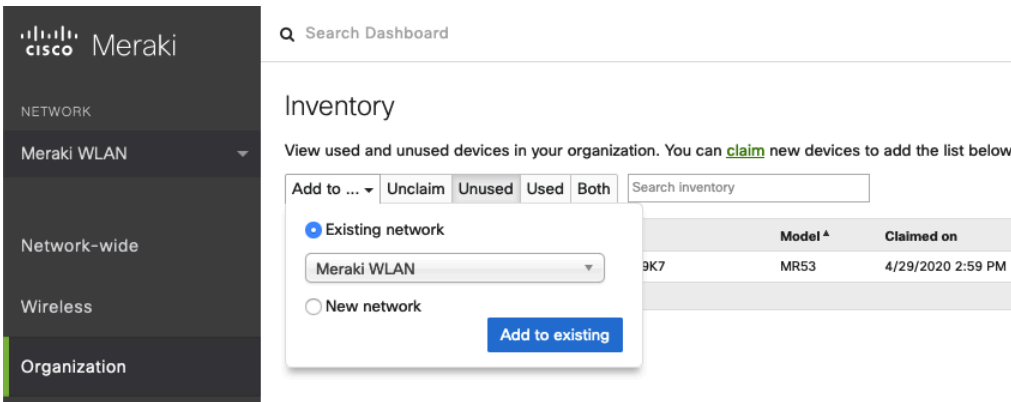 cisco Meraki
Search Dashboard
NETWORK
Meraki WLAN
Network-wide
Wireless
Organization
Inventory
View used and unused devices in your organization. You can claim new devices to add the list below
Add to ... Unclaim Unused Used Both Search inventory
Existing network
Meraki WLAN
New network
Add to existing
Model Claimed on
9K7 MR53 4/29/2020 2:59 PM